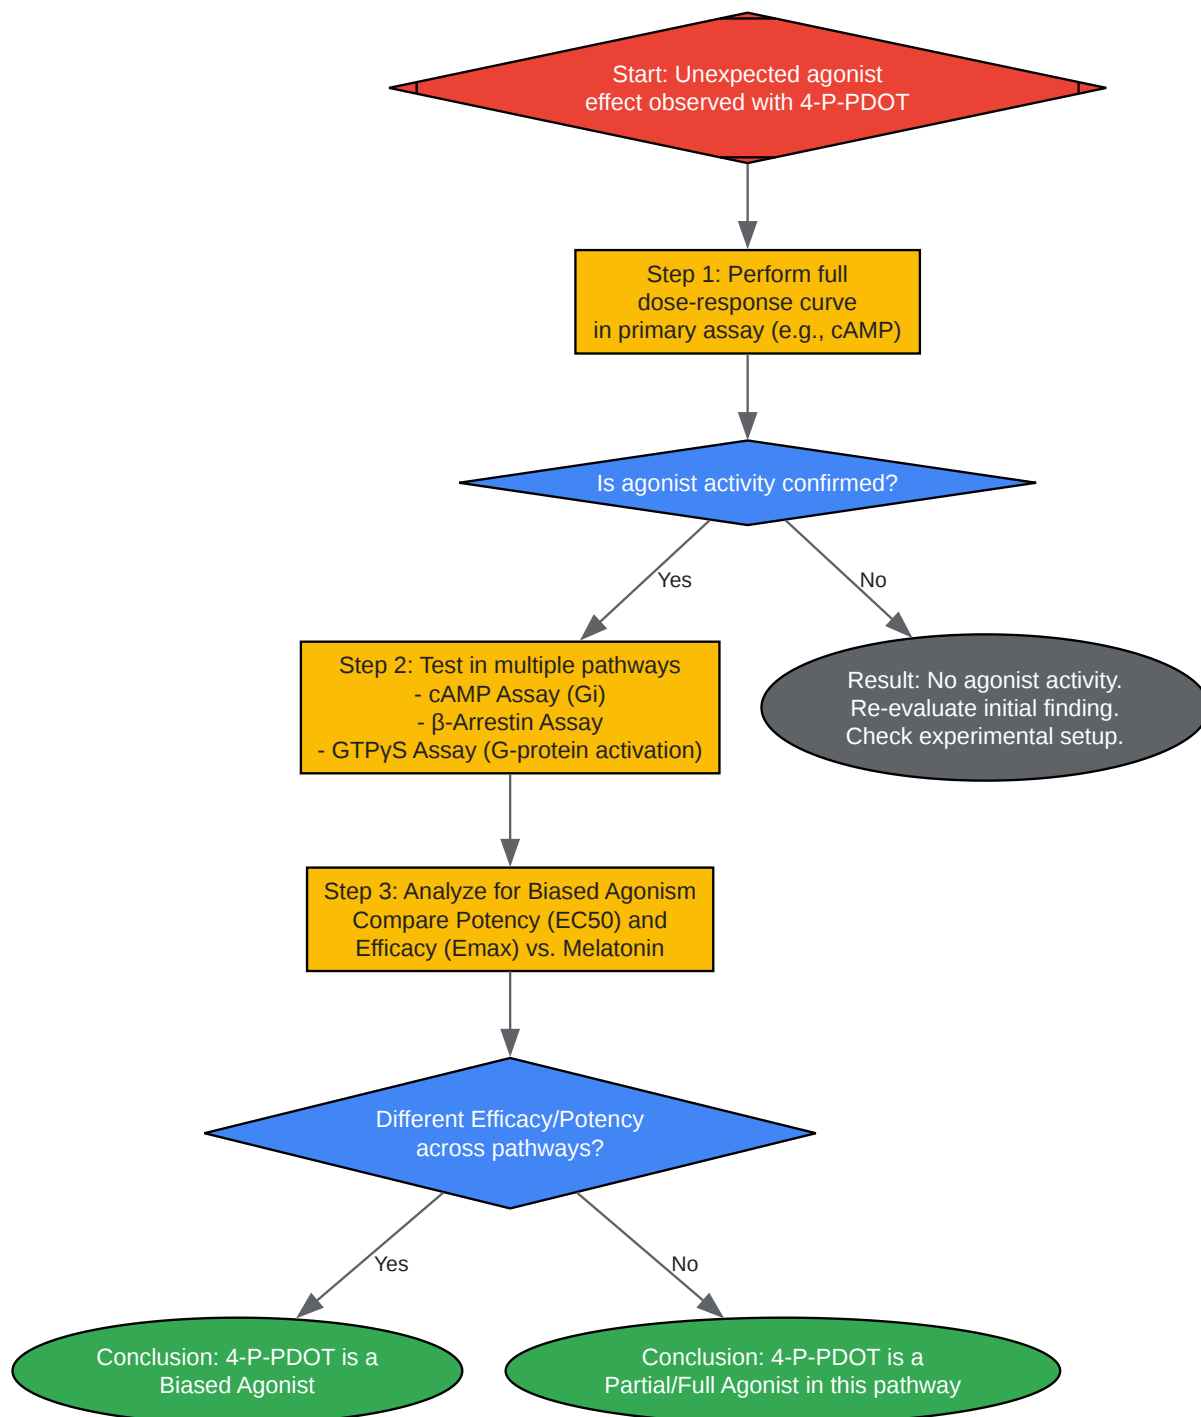 Start: Unexpected agonist
effect observed with 4-P-PDOT
Step 1: Perform full
dose-response curve
in primary assay (e.g., cAMP)
Is agonist activity confirmed?
Yes
No
Step 2: Test in multiple pathways
- cAMP Assay (Gi)
- β-Arrestin Assay
- GTPγS Assay (G-protein activation)
Result: No agonist activity.
Re-evaluate initial finding.
Check experimental setup.
Step 3: Analyze for Biased Agonism
Compare Potency (EC50) and
Efficacy (Emax) vs. Melatonin
Different Efficacy/Potency
across pathways?
Yes
No
Conclusion: 4-P-PDOT is a
Biased Agonist
Conclusion: 4-P-PDOT is a
Partial/Full Agonist in this pathway